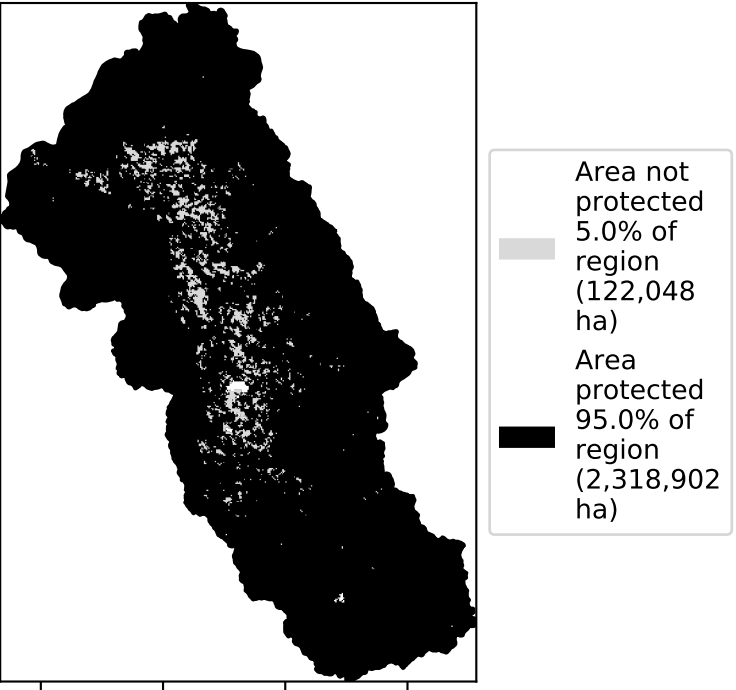 Area not
protected
5.0% of
region
(122,048
ha)
Area
protected
95.0% of
region
(2,318,902
ha)